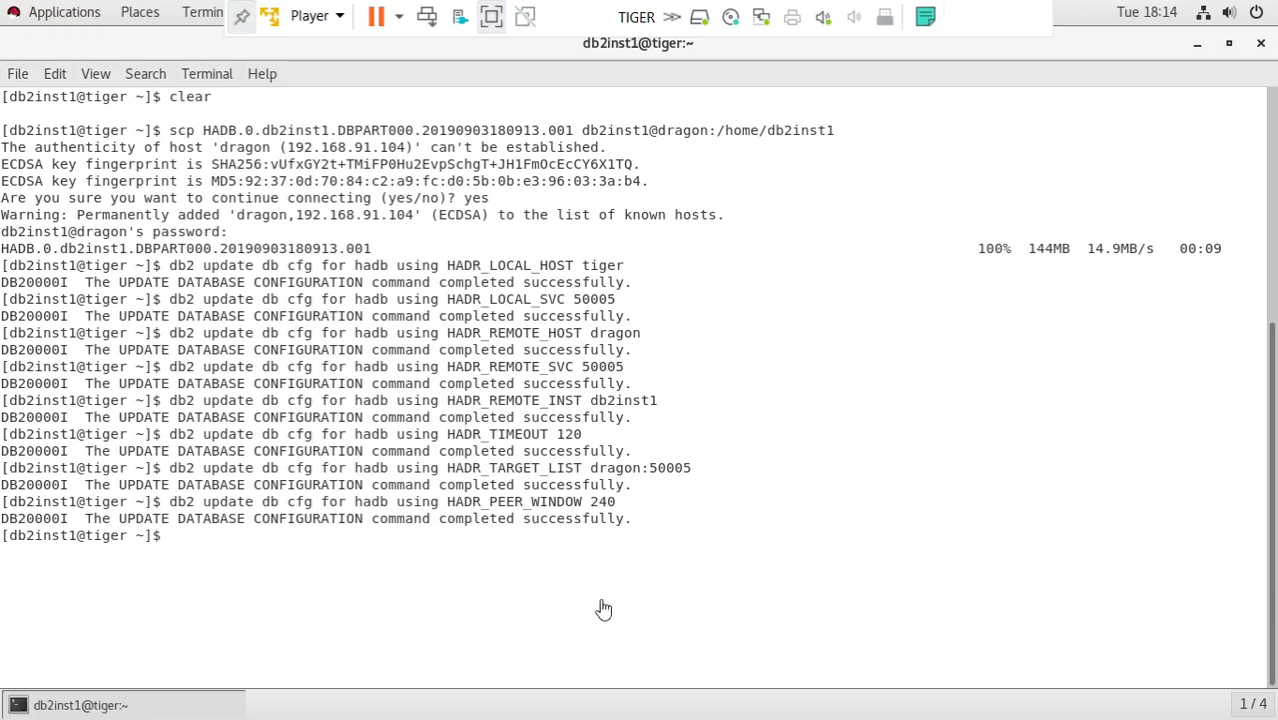 Applications Places Termin Player TIGER Tue 18:14
db2inst1@tiger:~
File Edit View Search Terminal Help
[db2inst1@tiger ~]$ clear
[db2inst1@tiger ~]$ scp HADB.0.db2inst1.DBPART000.20190903180913.001 db2inst1@dragon:/home/db2inst1
The authenticity of host 'dragon (192.168.91.104)' can't be established.
ECDSA key fingerprint is SHA256:vUfxGY2t+TMiFP0Hu2EvpSchgT+JH1FmOcEcCY6X1TQ.
ECDSA key fingerprint is MD5:92:37:0d:70:84:c2:a9:fc:d0:5b:0b:e3:96:03:3a:b4.
Are you sure you want to continue connecting (yes/no)? yes
Warning: Permanently added 'dragon,192.168.91.104' (ECDSA) to the list of known hosts.
db2inst1@dragon's password:
HADB.0.db2inst1.DBPART000.20190903180913.001 100% 144MB 14.9MB/s 00:09
[db2inst1@tiger ~]$ db2 update db cfg for hadb using HADR_LOCAL_HOST tiger
DB20000I  The UPDATE DATABASE CONFIGURATION command completed successfully.
[db2inst1@tiger ~]$ db2 update db cfg for hadb using HADR_LOCAL_SVC 50005
DB20000I  The UPDATE DATABASE CONFIGURATION command completed successfully.
[db2inst1@tiger ~]$ db2 update db cfg for hadb using HADR_REMOTE_HOST dragon
DB20000I  The UPDATE DATABASE CONFIGURATION command completed successfully.
[db2inst1@tiger ~]$ db2 update db cfg for hadb using HADR_REMOTE_SVC 50005
DB20000I  The UPDATE DATABASE CONFIGURATION command completed successfully.
[db2inst1@tiger ~]$ db2 update db cfg for hadb using HADR_REMOTE_INST db2inst1
DB20000I  The UPDATE DATABASE CONFIGURATION command completed successfully.
[db2inst1@tiger ~]$ db2 update db cfg for hadb using HADR_TIMEOUT 120
DB20000I  The UPDATE DATABASE CONFIGURATION command completed successfully.
[db2inst1@tiger ~]$ db2 update db cfg for hadb using HADR_TARGET_LIST dragon:50005
DB20000I  The UPDATE DATABASE CONFIGURATION command completed successfully.
[db2inst1@tiger ~]$ db2 update db cfg for hadb using HADR_PEER_WINDOW 240
DB20000I  The UPDATE DATABASE CONFIGURATION command completed successfully.
[db2inst1@tiger ~]$
db2inst1@tiger:~ 1 / 4